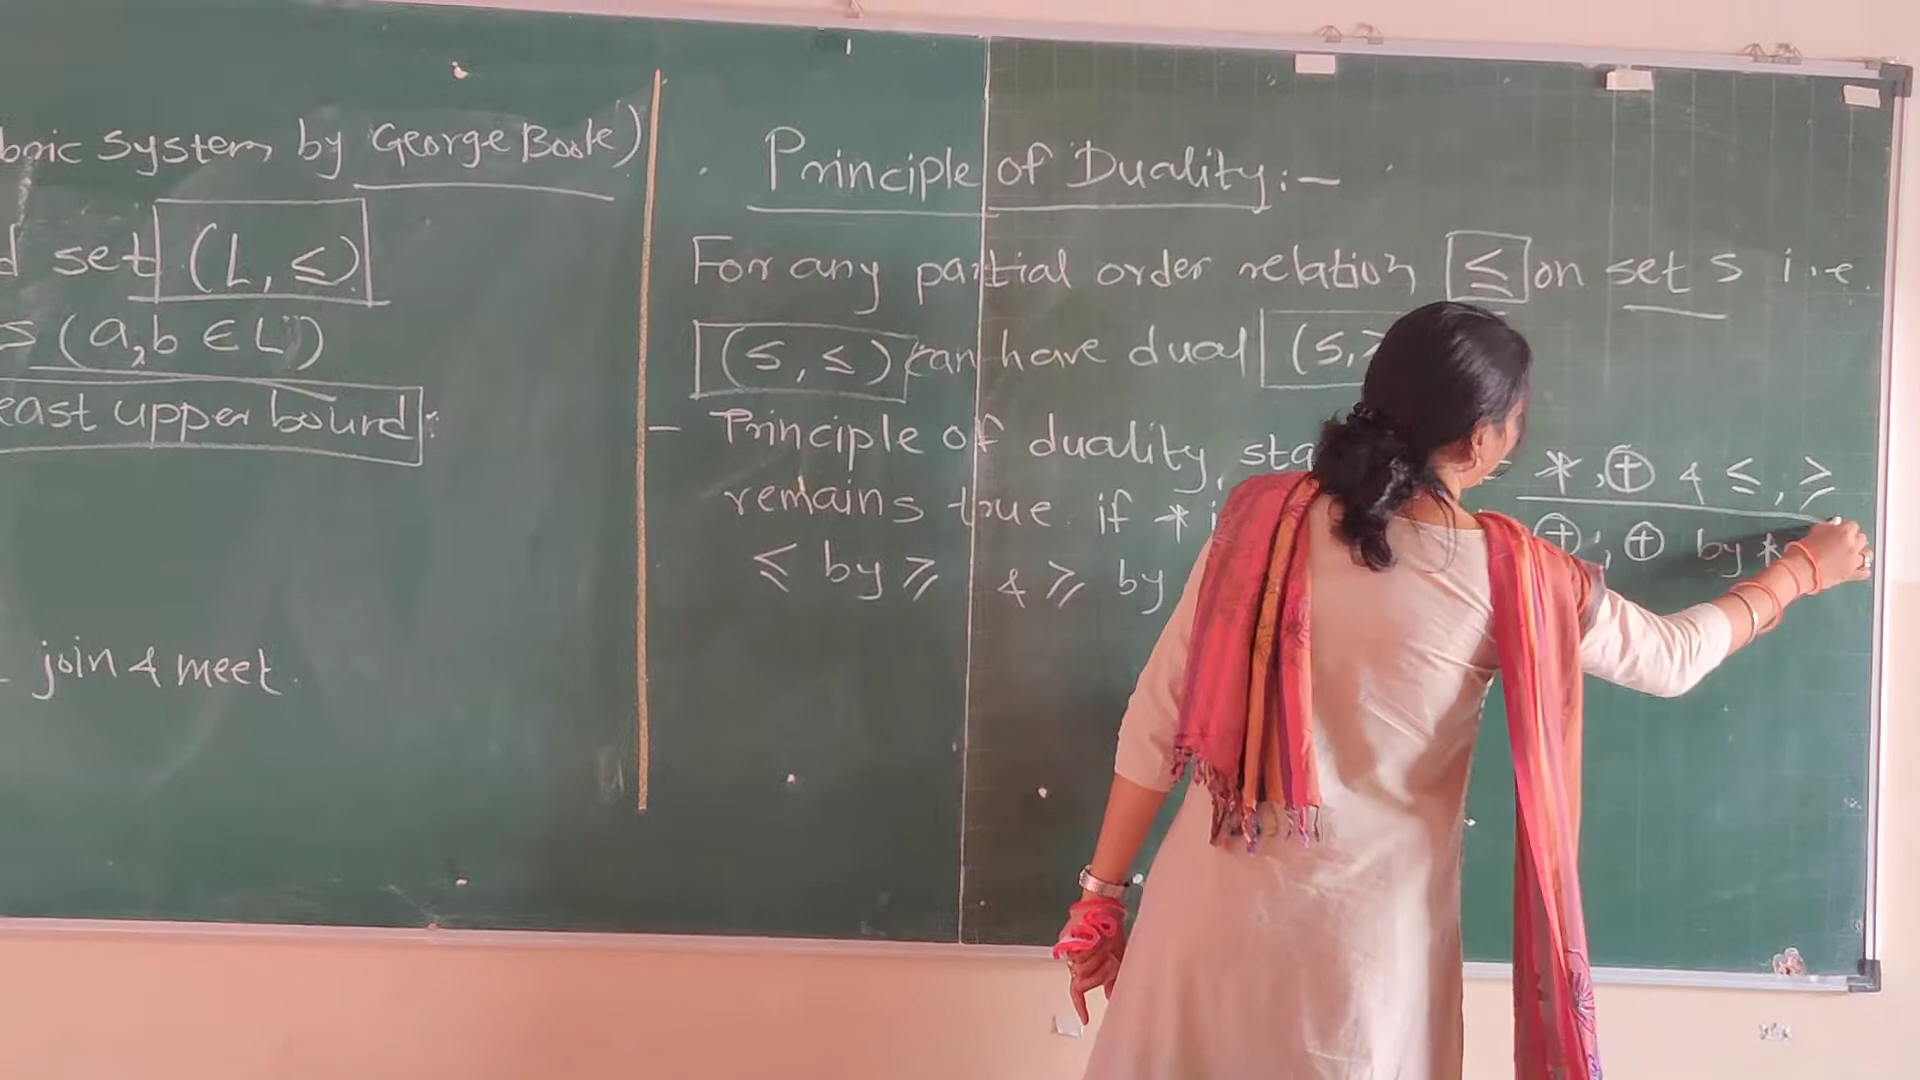 System by George Boole)
set (L, ≤)
(a,b ∈ L)
east upper bound:
- join & meet
Principle of Duality:-
For any partial order relation ≤ on set S i.e.
(S, ≤) can have dual (S,
- Principle of duality, sta *, ⊕ & ≤, ≥
remains true if * ⊕, ⊕ by *
≤ by ≥ & ≥ by